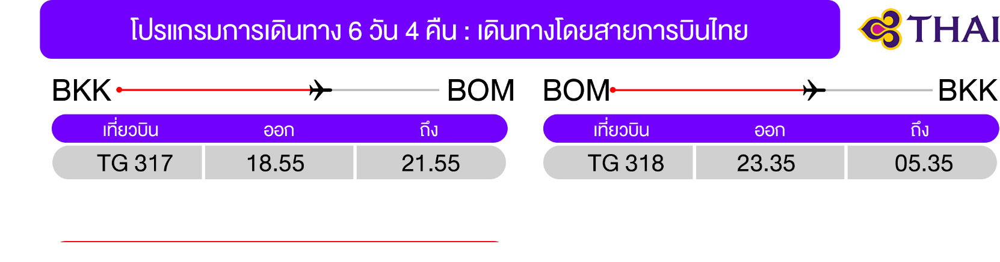 โปรแกรมการเดินทาง 6 วัน 4 คืน : เดินทางโดยสายการบินไทย
THAI
BKK BOM
เที่ยวบิน ออก ถึง
TG 317 18.55 21.55
BOM BKK
เที่ยวบิน ออก ถึง
TG 318 23.35 05.35